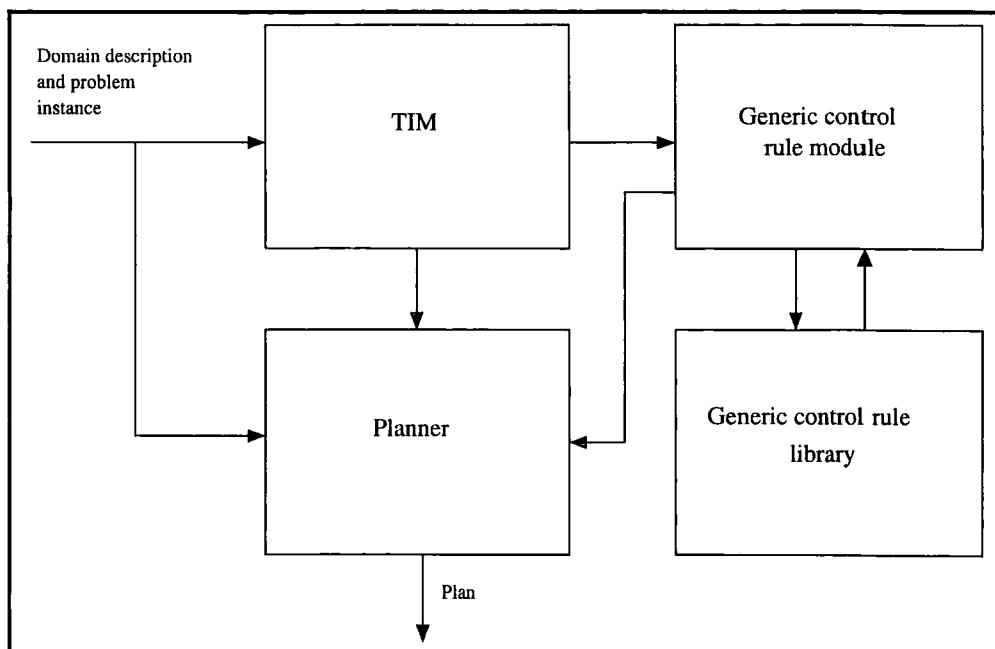 Domain description
and problem
instance
TIM
Generic control
rule module
Planner
Generic control rule
library
Plan